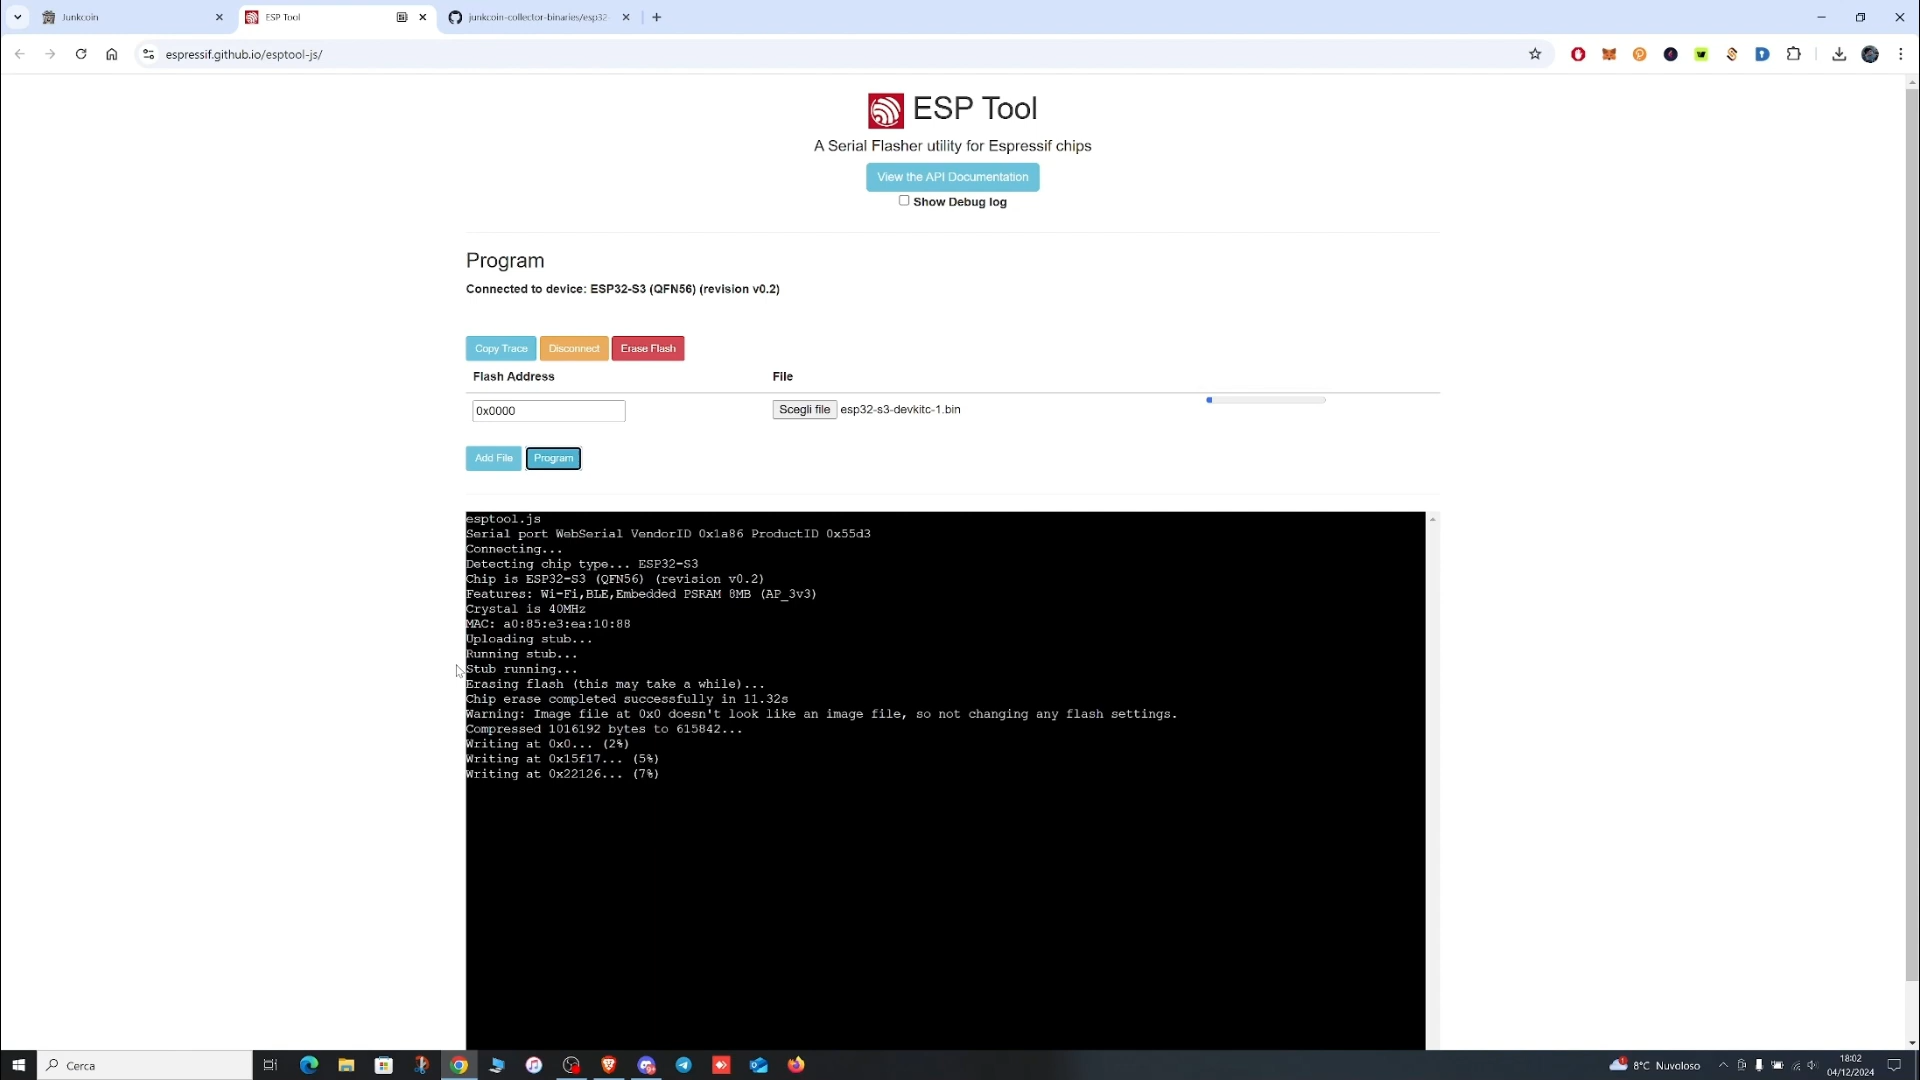 Junkcoin
ESP Tool
junkcoin-collector-binaries/esp32-
espressif.github.io/esptool-js/
ESP Tool
A Serial Flasher utility for Espressif chips
View the API Documentation
Show Debug log
Program
Connected to device: ESP32-S3 (QFN56) (revision v0.2)
Copy Trace Disconnect Erase Flash
Flash Address File
0x0000 Scegli file esp32-s3-devkitc-1.bin
Add File Program
esptool.js
Serial port WebSerial VendorID 0x1a86 ProductID 0x55d3
Connecting...
Detecting chip type... ESP32-S3
Chip is ESP32-S3 (QFN56) (revision v0.2)
Features: Wi-Fi,BLE,Embedded PSRAM 8MB (AP_3v3)
Crystal is 40MHz
MAC: a0:85:e3:ea:10:88
Uploading stub...
Running stub...
Stub running...
Erasing flash (this may take a while)...
Chip erase completed successfully in 11.32s
Warning: Image file at 0x0 doesn't look like an image file, so not changing any flash settings.
Compressed 1016192 bytes to 615842...
Writing at 0x0... (2%)
Writing at 0x15f17... (5%)
Writing at 0x22126... (7%)
Cerca
8°C Nuvoloso
18:02
04/12/2024